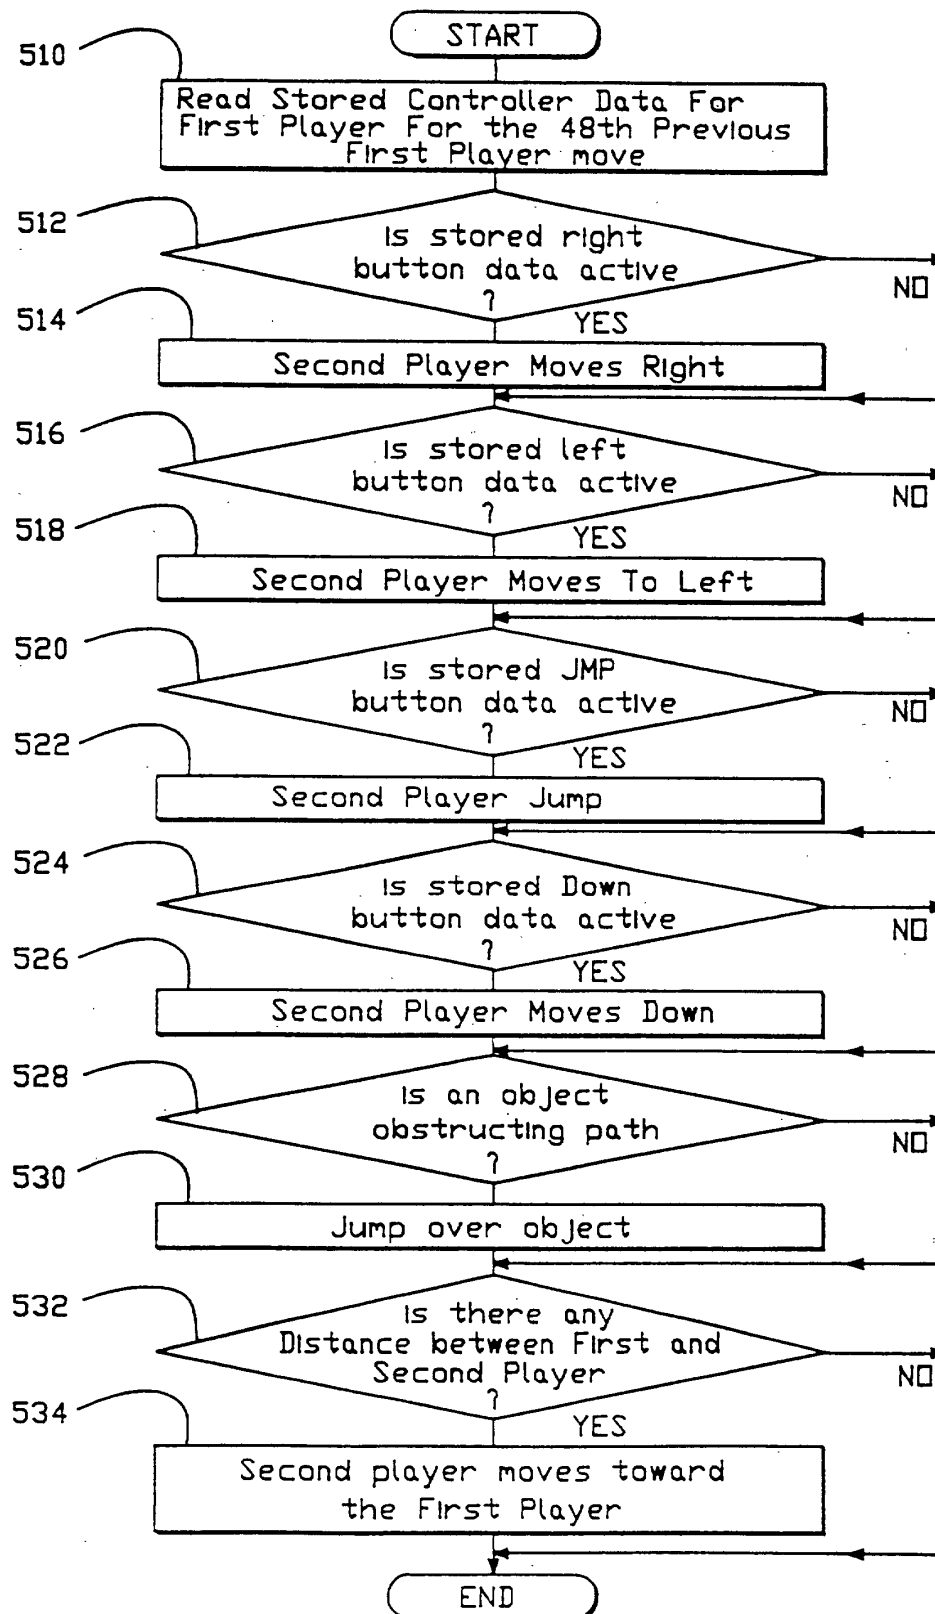 START
510
Read Stored Controller Data For
First Player For the 48th Previous
First Player move
512
Is stored right
button data active
?
NO
YES
514
Second Player Moves Right
516
Is stored left
button data active
?
NO
YES
518
Second Player Moves To Left
520
Is stored JMP
button data active
?
NO
YES
522
Second Player Jump
524
Is stored Down
button data active
?
NO
YES
526
Second Player Moves Down
528
Is an object
obstructing path
?
NO
530
Jump over object
532
Is there any
Distance between First and
Second Player
?
NO
YES
534
Second player moves toward
the First Player
END